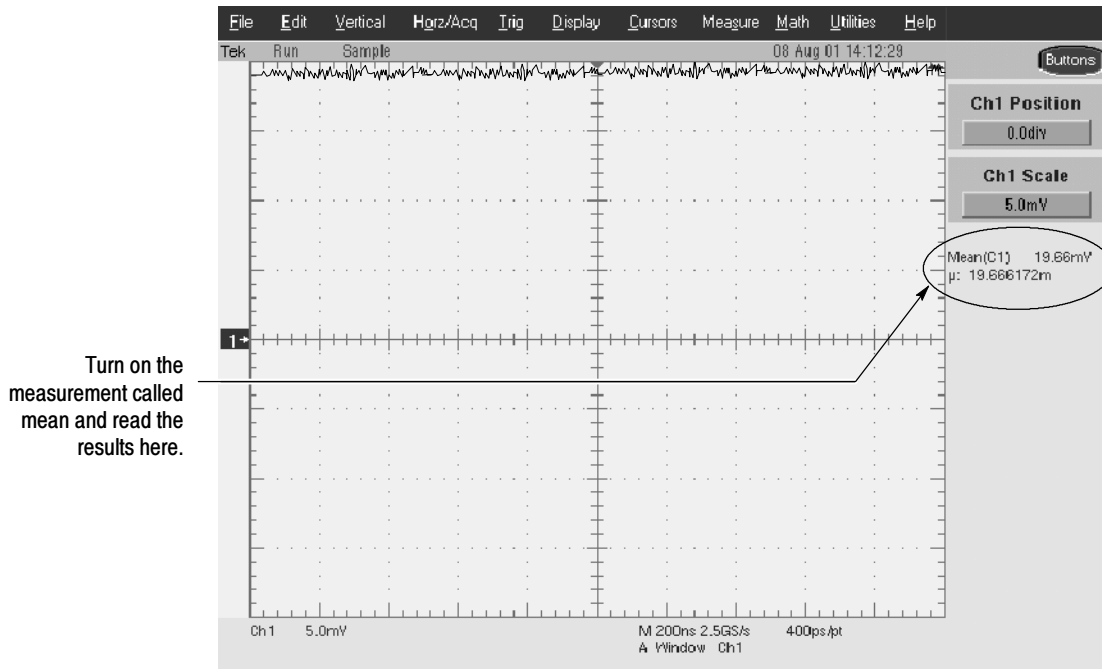 File Edit Vertical Horz/Acq Trig Display Cursors Measure Math Utilities Help
Tek Run Sample 08 Aug 01 14:12:29
Buttons
Ch1 Position
0.0div
Ch1 Scale
5.0mV
Mean(C1) 19.66mV
µ: 19.666172m
1
Turn on the
measurement called
mean and read the
results here.
Ch1 5.0mV M 200ns 2.5GS/s 400ps/pt
A Window Ch1